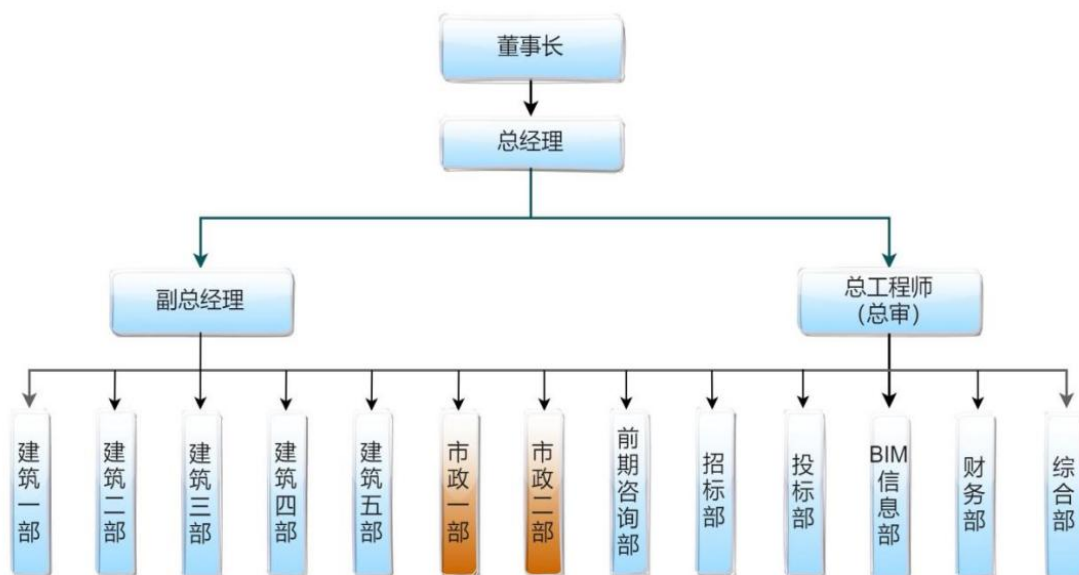 董事长
总经理
副总经理
总工程师
（总审）
建筑一部
建筑二部
建筑三部
建筑四部
建筑五部
市政一部
市政二部
前期咨询部
招标部
投标部
BIM信息部
财务部
综合部